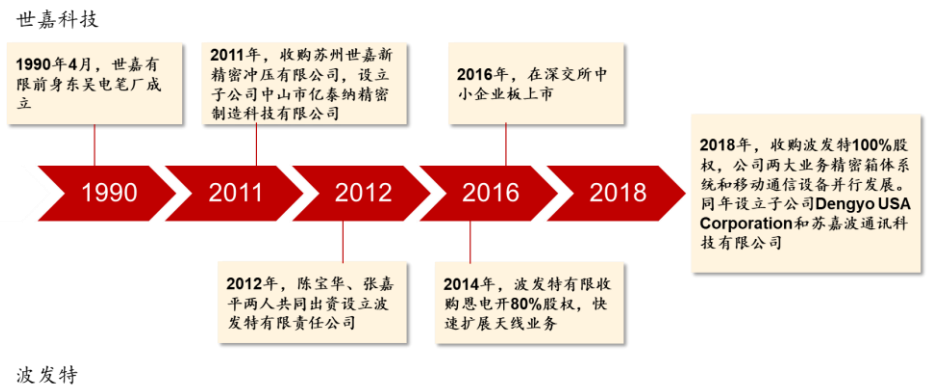 世嘉科技
1990年4月，世嘉有
限前身东吴电笔厂成
立
2011年，收购苏州世嘉新
精密冲压有限公司，设立
子公司中山市亿泰纳精密
制造科技有限公司
2016年，在深交所中
小企业板上市
2018年，收购波发特100%股
权，公司两大业务精密箱体系
统和移动通信设备并行发展。
同年设立子公司Dengyo USA
Corporation和苏嘉波通讯科
技有限公司
1990
2011
2012
2016
2018
2012年，陈宝华、张嘉
平两人共同出资设立波
发特有限责任公司
2014年，波发特有限收
购恩电开80%股权，快
速扩展天线业务
波发特